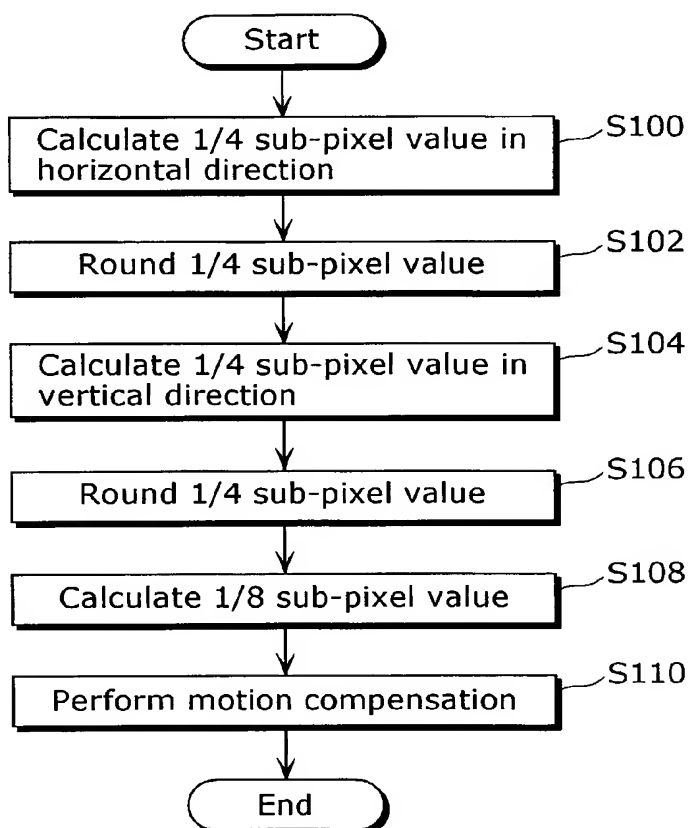 Start
Calculate 1/4 sub-pixel value in
horizontal direction
S100
Round 1/4 sub-pixel value
S102
Calculate 1/4 sub-pixel value in
vertical direction
S104
Round 1/4 sub-pixel value
S106
Calculate 1/8 sub-pixel value
S108
Perform motion compensation
S110
End